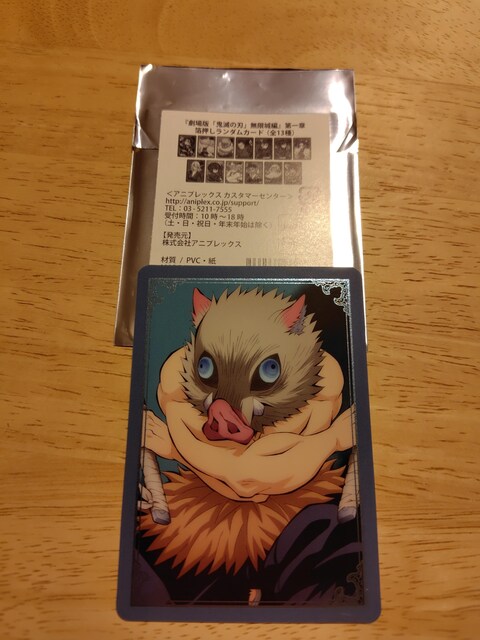 『劇場版「鬼滅の刃」無限城編』第一章
箔押しランダムカード（全13種）
＜アニプレックス カスタマーセンター＞
http://aniplex.co.jp/support/
TEL：03-5211-7555
受付時間：10時～18時
（土・日・祝日・年末年始は除く）
【発売元】
株式会社アニプレックス
材質 / PVC・紙